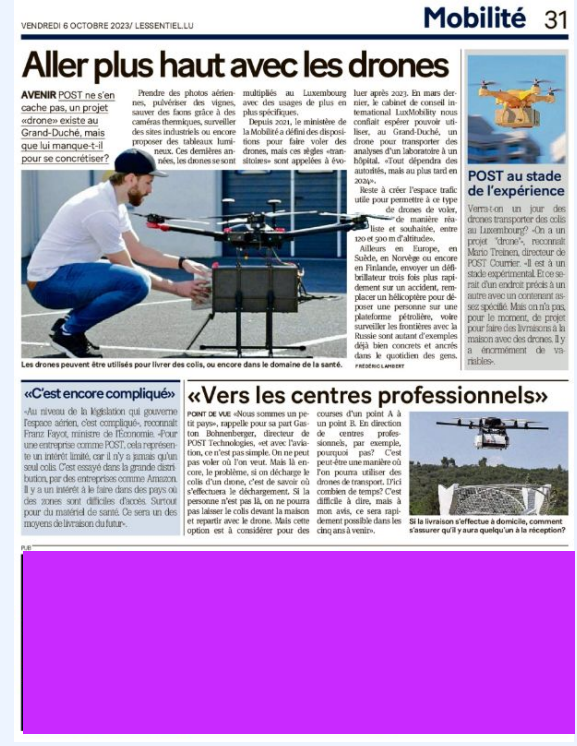 VENDREDI 6 OCTOBRE 2023/ LESSENTIEL.LU
Mobilité 31
Aller plus haut avec les drones
AVENIR POST ne s'en
cache pas, un projet
«drone» existe au
Grand-Duché, mais
que lui manque-t-il
pour se concrétiser?
Prendre des photos aérien-
nes, pulvériser des vignes,
sauver des faons grâce à des
caméras thermiques, surveiller
des sites industriels ou encore
proposer des tableaux lumi-
neux. Ces dernières an-
nées, les drones se sont
multipliés au Luxembourg
avec des usages de plus en
plus spécifiques.
Depuis 2021, le ministère de
la Mobilité a défini des disposi-
tions pour faire voler des
drones, mais ces règles «tran-
sitoires» sont appelées à évo-
luer après 2023. En mars der-
nier, le cabinet de conseil in-
ternational LuxMobility nous
confiait espérer pouvoir uti-
liser, au Grand-Duché, un
drone pour transporter des
analyses d'un laboratoire à un
hôpital. «Tout dépendra des
autorités, mais au plus tard en
2024».
Reste à créer l'espace trafic
utile pour permettre à ce type
de drones de voler,
«de manière réa-
liste et souhaitée, entre
120 et 500 m d'altitude».
Ailleurs en Europe, en
Suède, en Norvège ou encore
en Finlande, envoyer un défi-
brillateur trois fois plus rapi-
dement sur un accident, rem-
placer un hélicoptère pour dé-
poser une personne sur une
plateforme pétrolière, voire
surveiller les frontières avec la
Russie sont autant d'exemples
déjà bien concrets et ancrés
dans le quotidien des gens.
FRÉDÉRIC LAMBERT
Les drones peuvent être utilisés pour livrer des colis, ou encore dans le domaine de la santé.
POST au stade
de l'expérience
Verra-t-on un jour des
drones transporter des colis
au Luxembourg? «On a un
projet "drone"», reconnaît
Mario Treinen, directeur de
POST Courrier. «Il est à un
stade expérimental. Et ce se-
rait d'un endroit précis à un
autre avec un contenant as-
sez spécifié. Mais on n'a pas,
pour le moment, de projet
pour faire des livraisons à la
maison avec des drones. Il y
a énormément de va-
riables».
«C'est encore compliqué»
«Au niveau de la législation qui gouverne
l'espace aérien, c'est compliqué», reconnaît
Franz Fayot, ministre de l'Économie. «Pour
une entreprise comme POST, cela représen-
te un intérêt limité, car il n'y a jamais qu'un
seul colis. C'est essayé dans la grande distri-
bution, par des entreprises comme Amazon.
Il y a un intérêt à le faire dans des pays où
des zones sont difficiles d'accès. Surtout
pour du matériel de santé. Ce sera un des
moyens de livraison du futur».
«Vers les centres professionnels»
POINT DE VUE «Nous sommes un pe-
tit pays», rappelle pour sa part Gas-
ton Bohnenberger, directeur de
POST Technologies, «et avec l'avia-
tion, ce n'est pas simple. On ne peut
pas voler où l'on veut. Mais là en-
core, le problème, si on décharge le
colis d'un drone, c'est de savoir où
s'effectuera le déchargement. Si la
personne n'est pas là, on ne pourra
pas laisser le colis devant la maison
et repartir avec le drone. Mais cette
option est à considérer pour des
courses d'un point A à
un point B. En direction
de centres profes-
sionnels, par exemple,
pourquoi pas? C'est
peut-être une manière où
l'on pourra utiliser des
drones de transport. D'ici
combien de temps? C'est
difficile à dire, mais à
mon avis, ce sera rapi-
dement possible dans les
cinq ans à venir».
Si la livraison s'effectue à domicile, comment
s'assurer qu'il y aura quelqu'un à la réception?
PUB